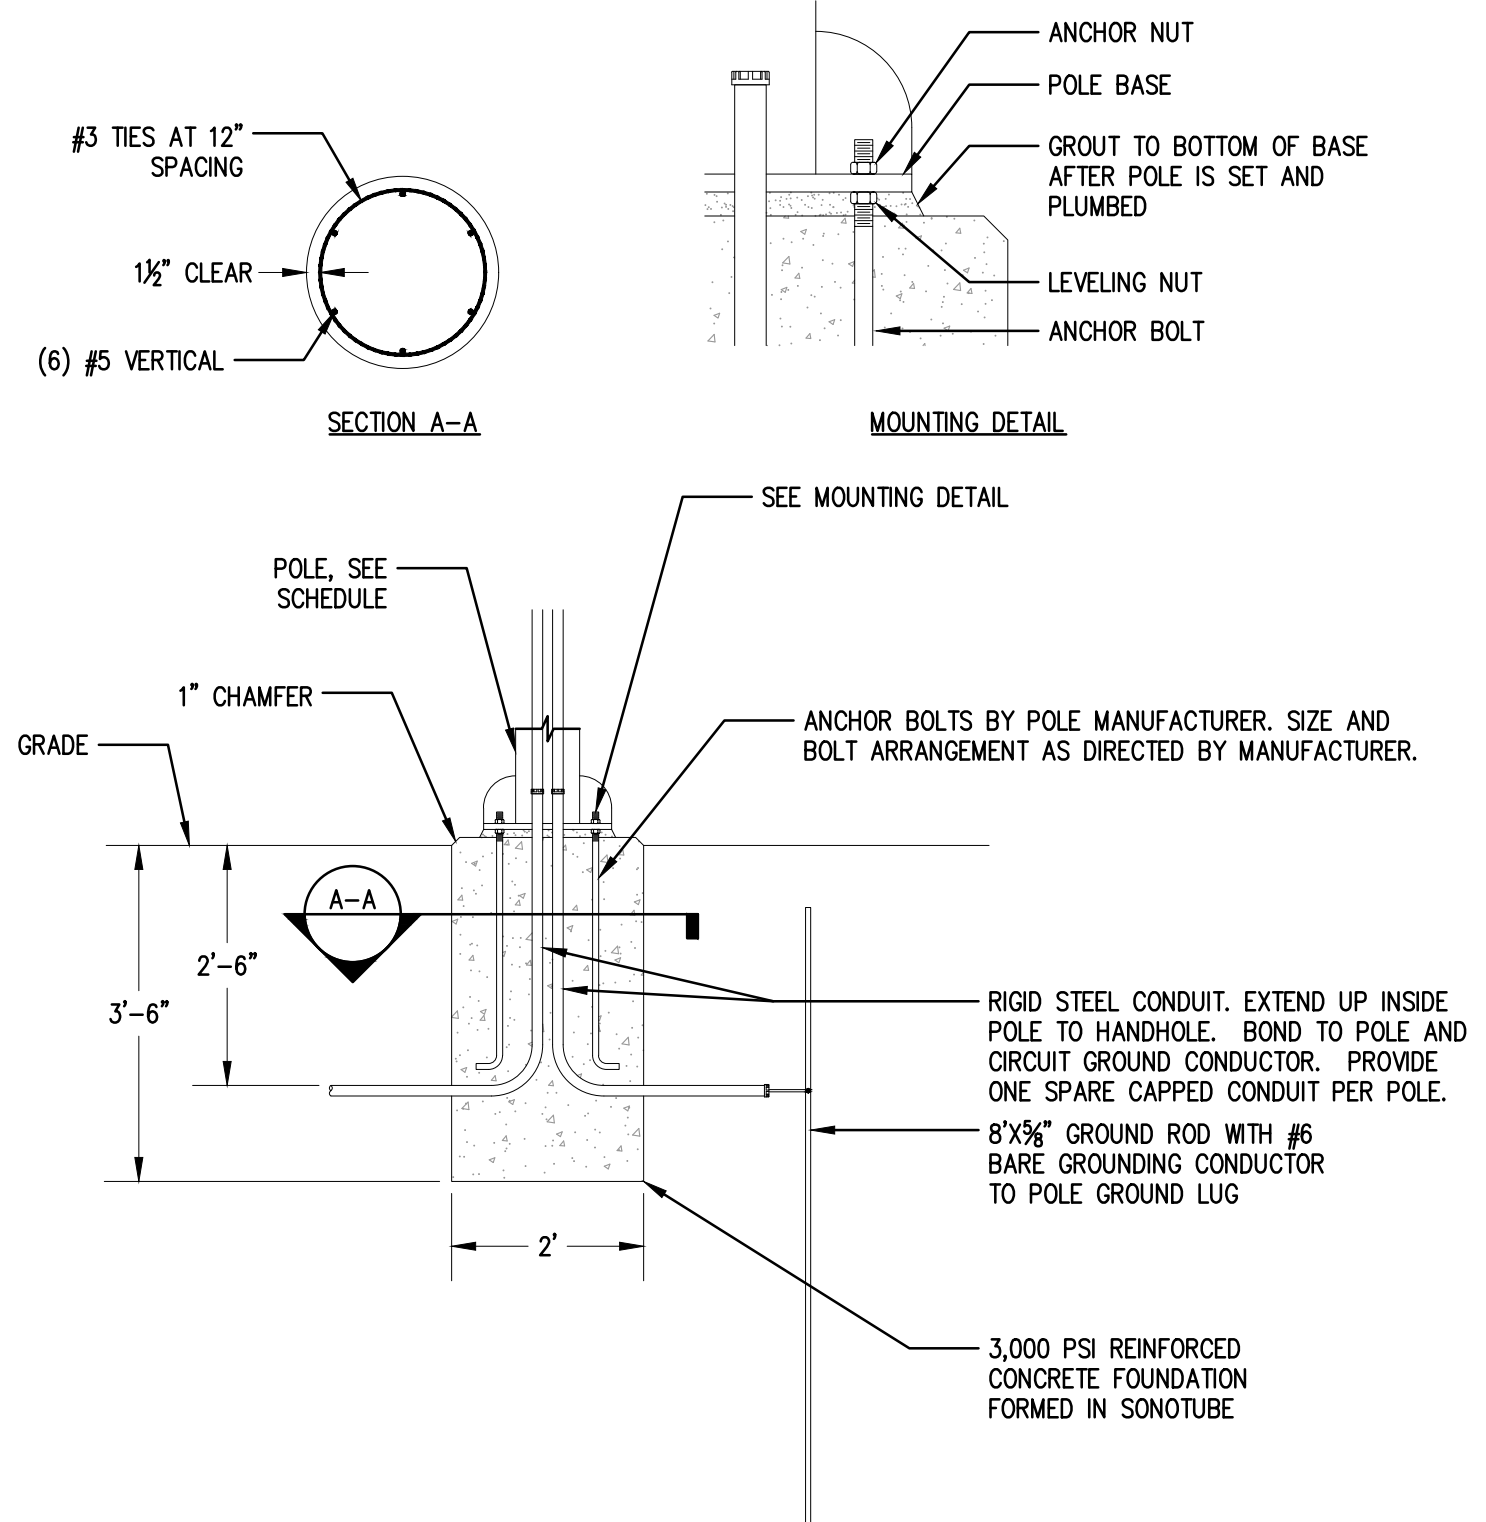 #3 TIES AT 12"
SPACING
1½" CLEAR
(6) #5 VERTICAL
SECTION A-A
ANCHOR NUT
POLE BASE
GROUT TO BOTTOM OF BASE
AFTER POLE IS SET AND
PLUMBED
LEVELING NUT
ANCHOR BOLT
MOUNTING DETAIL
SEE MOUNTING DETAIL
POLE, SEE
SCHEDULE
1" CHAMFER
GRADE
ANCHOR BOLTS BY POLE MANUFACTURER. SIZE AND
BOLT ARRANGEMENT AS DIRECTED BY MANUFACTURER.
A-A
2'-6"
3'-6"
RIGID STEEL CONDUIT. EXTEND UP INSIDE
POLE TO HANDHOLE. BOND TO POLE AND
CIRCUIT GROUND CONDUCTOR. PROVIDE
ONE SPARE CAPPED CONDUIT PER POLE.
8'X⅝" GROUND ROD WITH #6
BARE GROUNDING CONDUCTOR
TO POLE GROUND LUG
2'
3,000 PSI REINFORCED
CONCRETE FOUNDATION
FORMED IN SONOTUBE